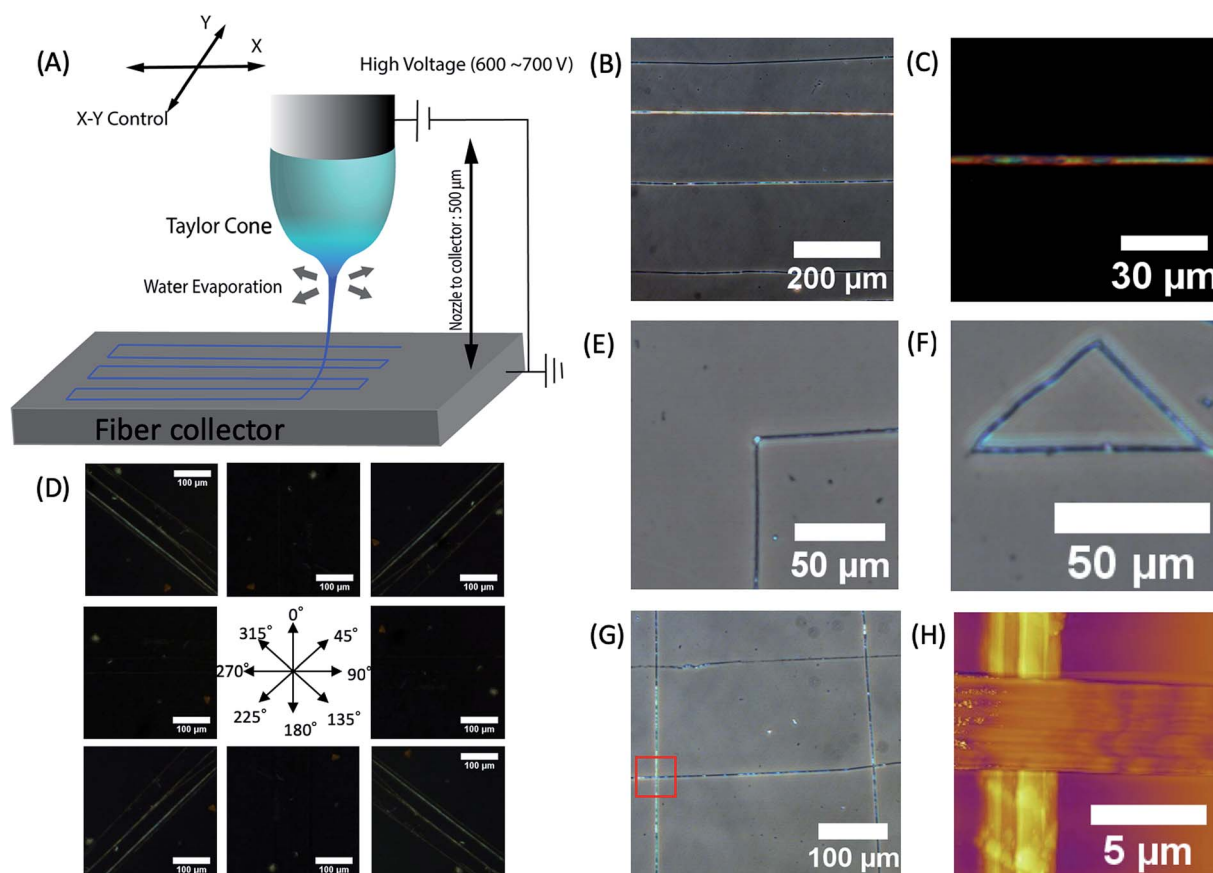 (A)
Y
X
X-Y Control
High Voltage (600 ~700 V)
Taylor Cone
Water Evaporation
Nozzle to collector : 500 µm
Fiber collector
(B)
200 µm
(C)
30 µm
(D)
100 µm
100 µm
100 µm
100 µm
0°
45°
90°
135°
180°
225°
270°
315°
100 µm
100 µm
100 µm
100 µm
(E)
50 µm
(F)
50 µm
(G)
100 µm
(H)
5 µm